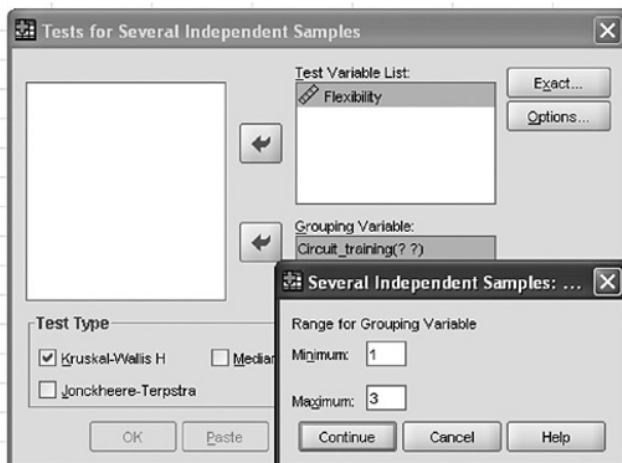 Tests for Several Independent Samples
Test Variable List:
Flexibility
Exact...
Options...
Grouping Variable:
Circuit_training(? ?)
Several Independent Samples: ...
Range for Grouping Variable
Minimum: 1
Maximum: 3
Continue Cancel Help
Test Type
Kruskal-Wallis H Median
Jonckheere-Terpstra
OK Paste